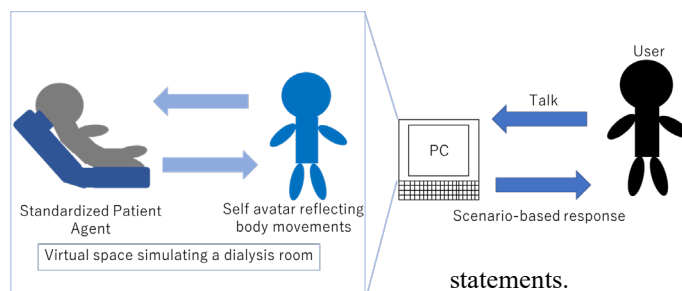 User
Talk
PC
Scenario-based response
Standardized Patient
Agent
Self avatar reflecting
body movements
Virtual space simulating a dialysis room
statements.